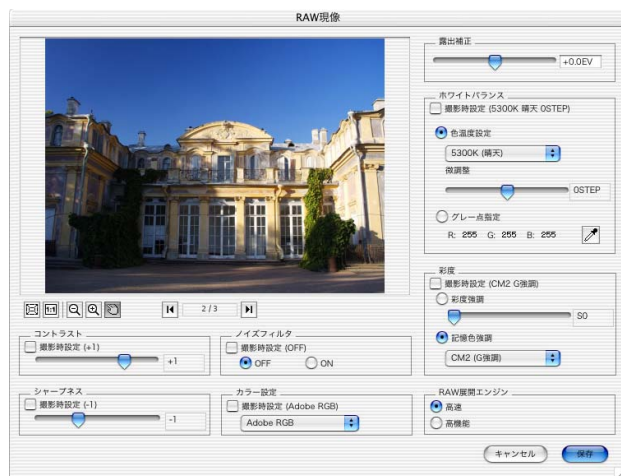 RAW現像
露出補正
+0.0EV
ホワイトバランス
撮影時設定 (5300K 晴天 0STEP)
色温度設定
5300K (晴天)
微調整
0STEP
グレー点指定
R: 255 G: 255 B: 255
彩度
撮影時設定 (CM2 G強調)
彩度強調
S0
記憶色強調
CM2 (G強調)
1:1
2 / 3
コントラスト
撮影時設定 (+1)
+1
ノイズフィルタ
撮影時設定 (OFF)
OFF ON
シャープネス
撮影時設定 (-1)
-1
カラー設定
撮影時設定 (Adobe RGB)
Adobe RGB
RAW展開エンジン
高速
高機能
キャンセル 保存